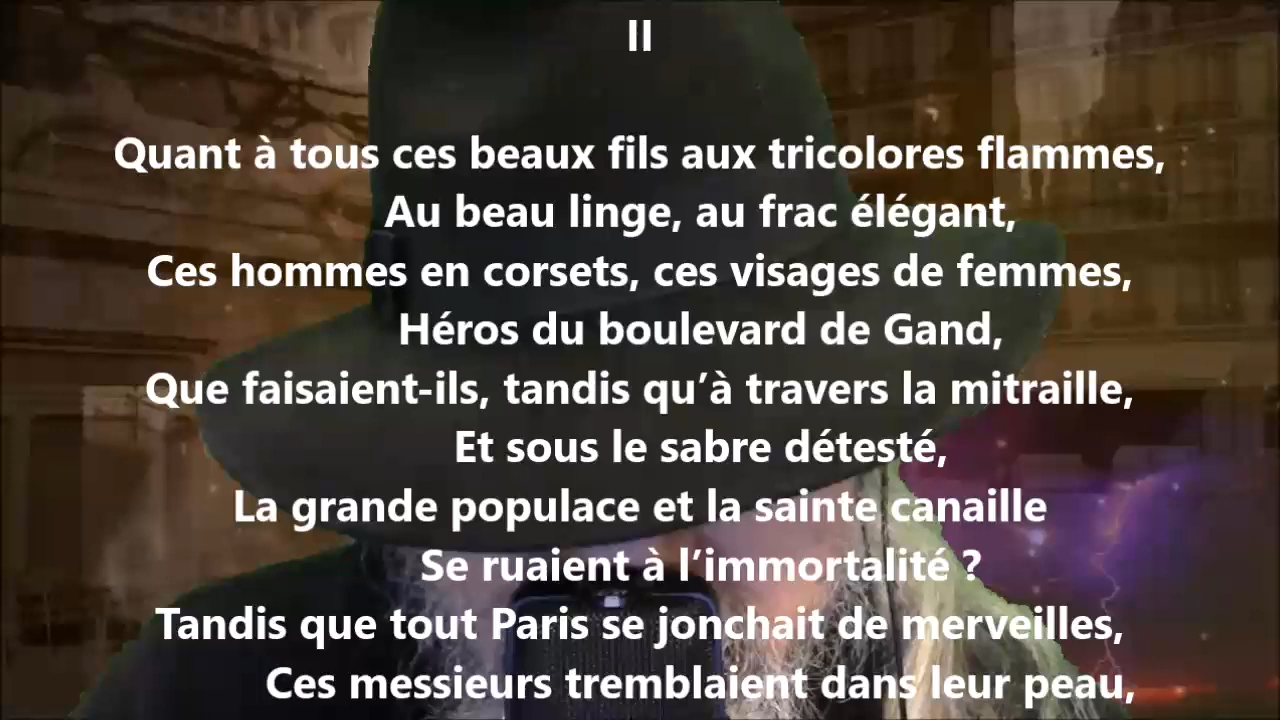 II
Quant à tous ces beaux fils aux tricolores flammes,
Au beau linge, au frac élégant,
Ces hommes en corsets, ces visages de femmes,
Héros du boulevard de Gand,
Que faisaient-ils, tandis qu’à travers la mitraille,
Et sous le sabre détesté,
La grande populace et la sainte canaille
Se ruaient à l’immortalité ?
Tandis que tout Paris se jonchait de merveilles,
Ces messieurs tremblaient dans leur peau,